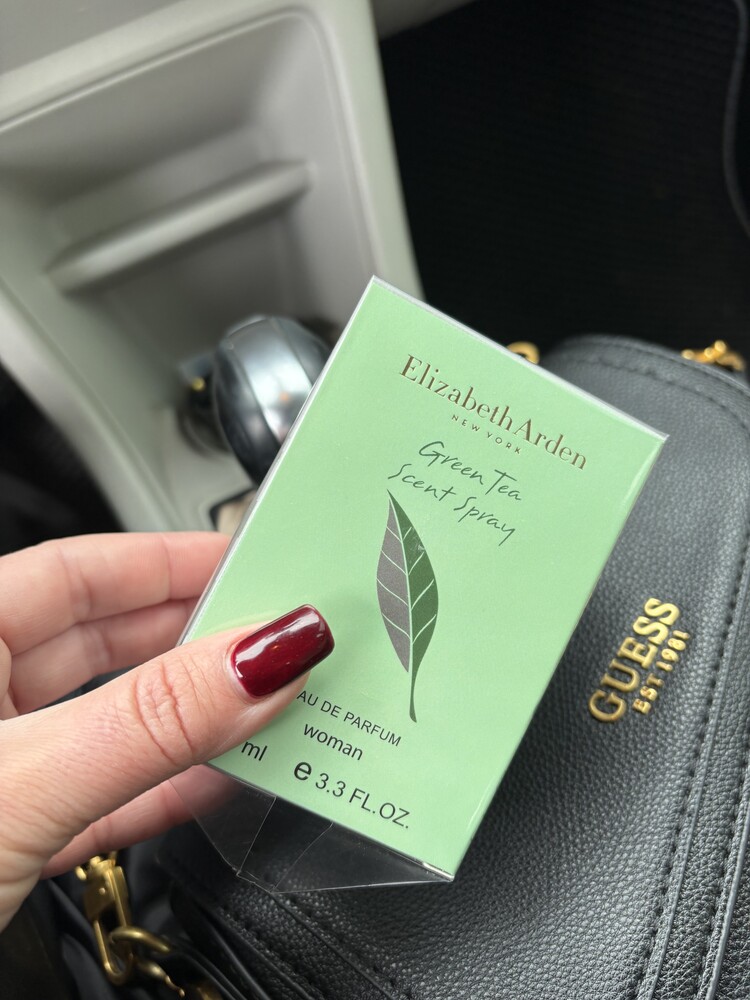 Elizabeth Arden
NEW YORK
Green Tea
Scent Spray
AU DE PARFUM
woman
ml e 3.3 FL.OZ.
GUESS
EST 1981